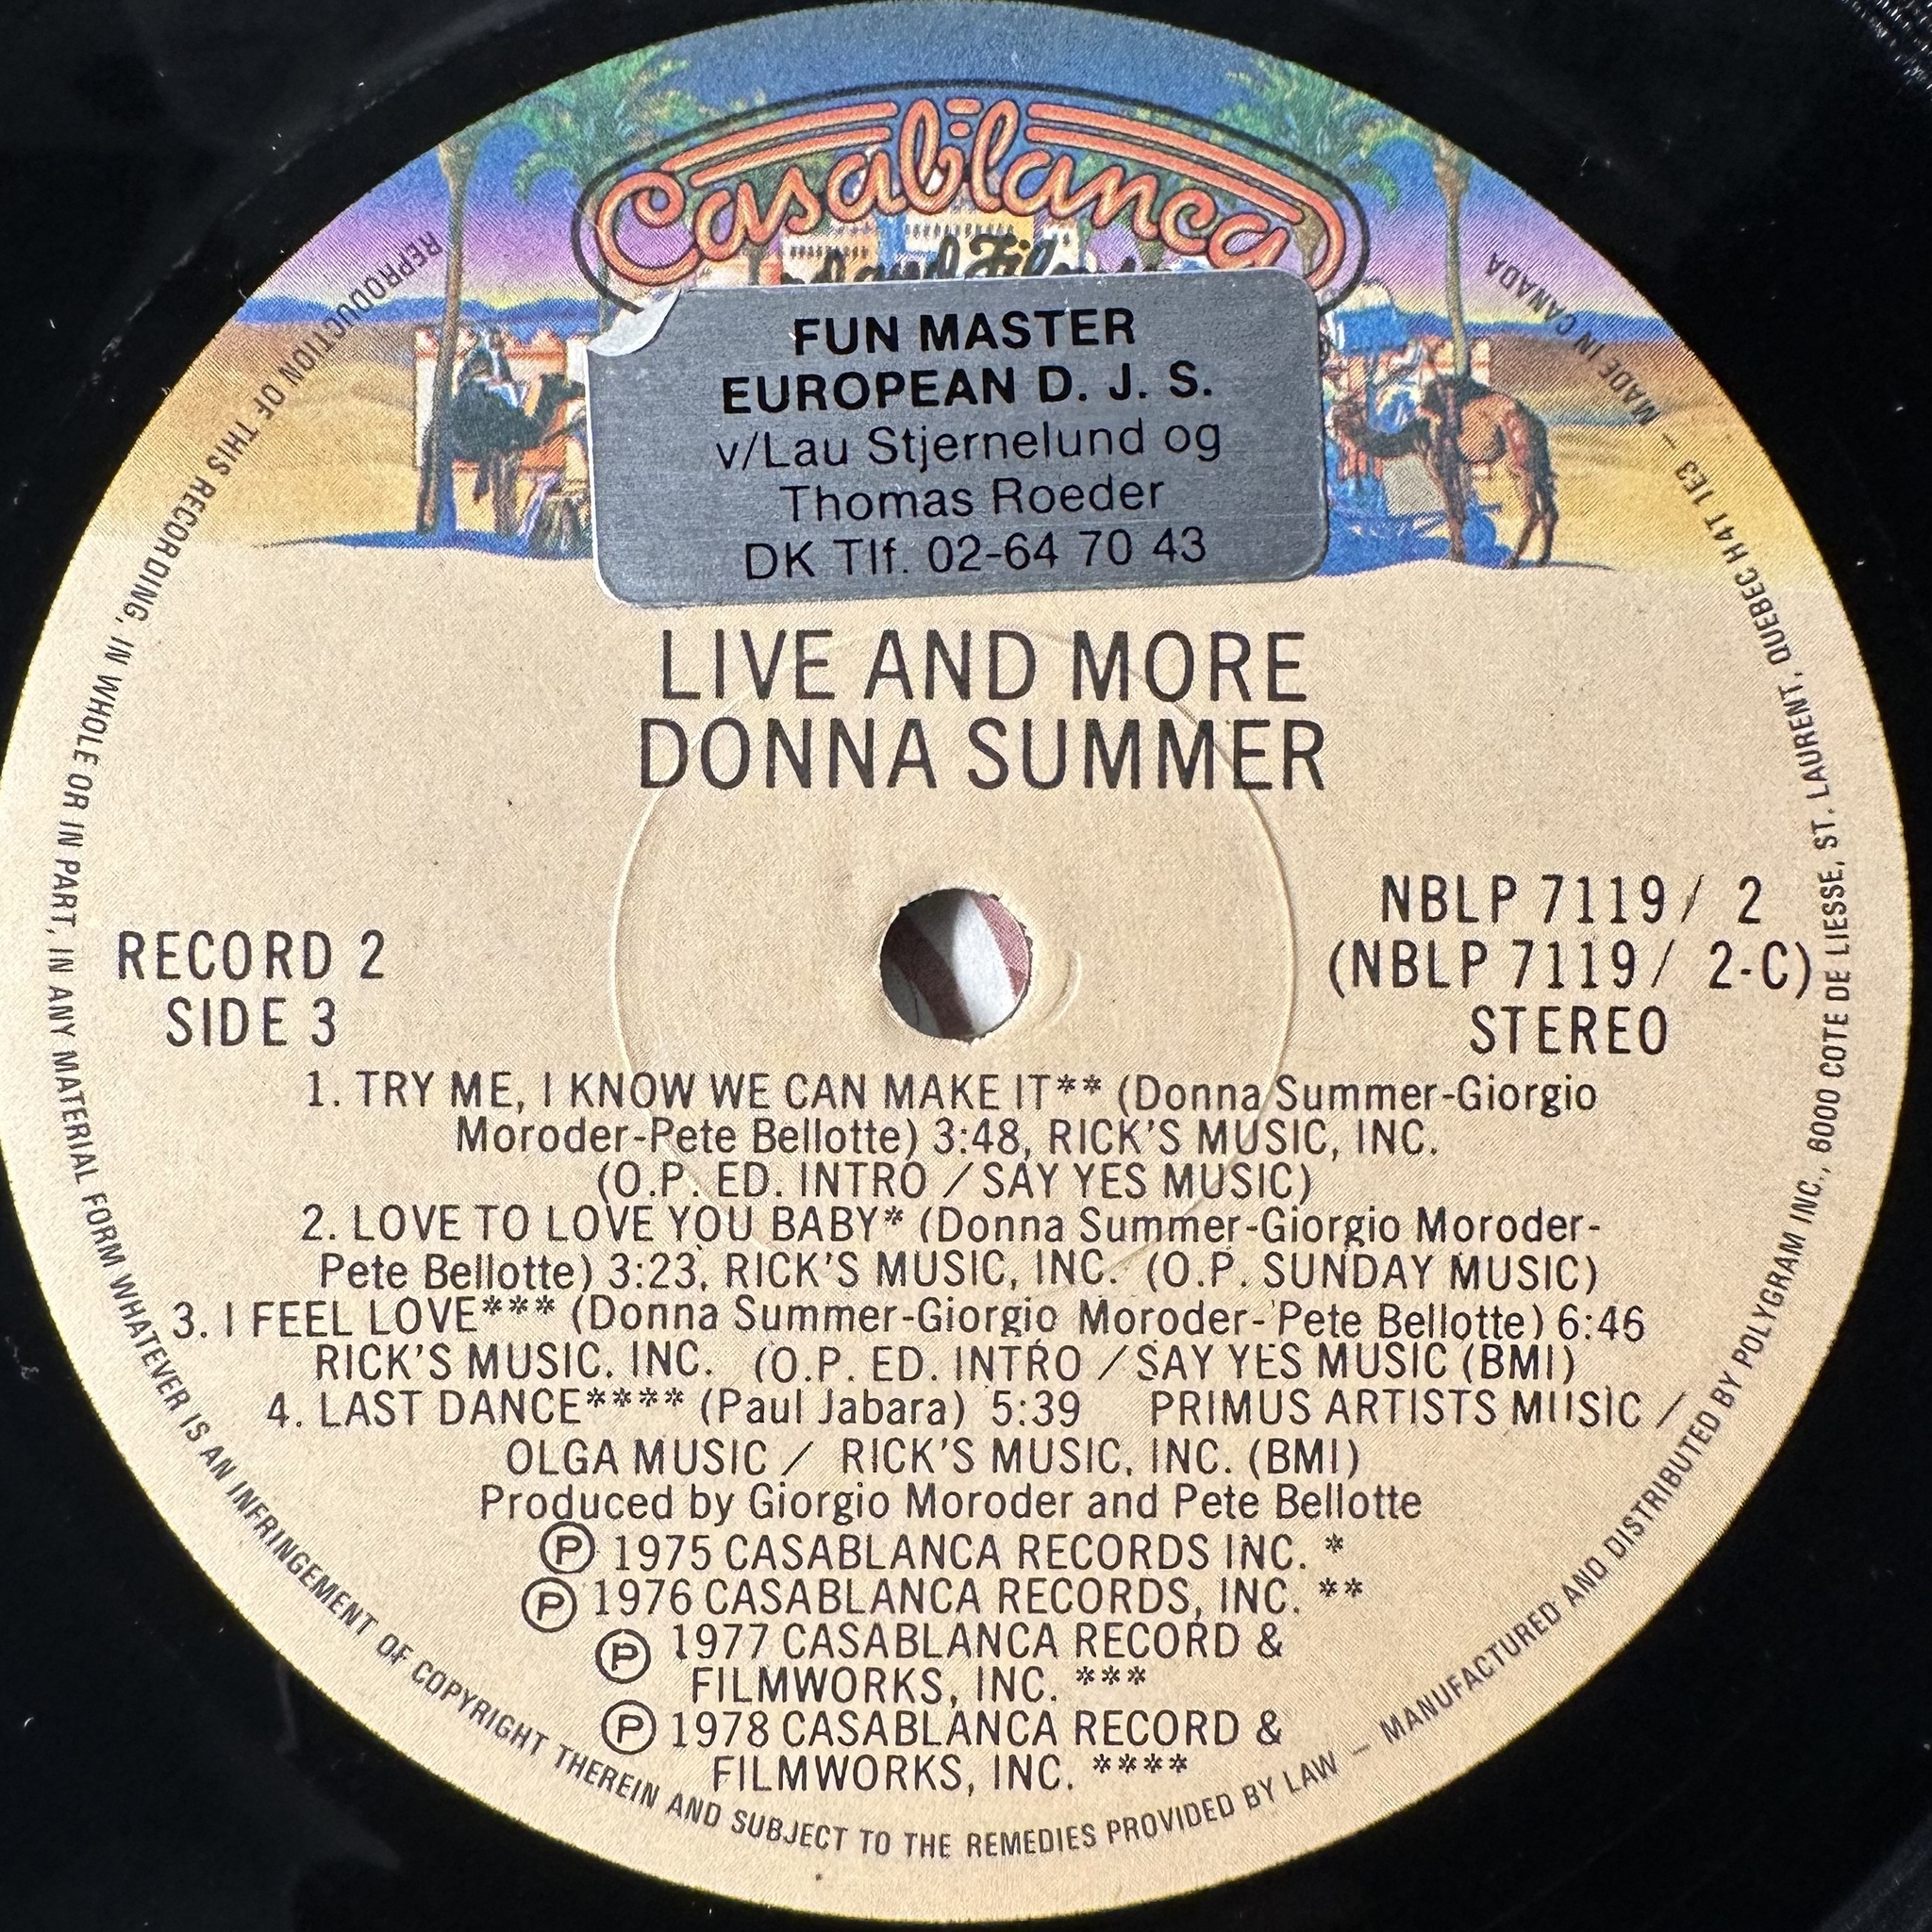 Casablanca
and Film
FUN MASTER
EUROPEAN D. J. S.
v/Lau Stjernelund og
Thomas Roeder
DK Tlf. 02-64 70 43
LIVE AND MORE
DONNA SUMMER
RECORD 2
SIDE 3
NBLP 7119/ 2
(NBLP 7119/ 2-C)
STEREO
1. TRY ME, I KNOW WE CAN MAKE IT** (Donna Summer-Giorgio
Moroder-Pete Bellotte) 3:48, RICK'S MUSIC, INC.
(O.P. ED. INTRO / SAY YES MUSIC)
2. LOVE TO LOVE YOU BABY* (Donna Summer-Giorgio Moroder-
Pete Bellotte) 3:23, RICK'S MUSIC, INC. (O.P. SUNDAY MUSIC)
3. I FEEL LOVE*** (Donna Summer-Giorgio Moroder- Pete Bellotte) 6:46
RICK'S MUSIC. INC. (O.P. ED. INTRO / SAY YES MUSIC (BMI)
4. LAST DANCE**** (Paul Jabara) 5:39 PRIMUS ARTISTS MUSIC /
OLGA MUSIC / RICK'S MUSIC, INC. (BMI)
Produced by Giorgio Moroder and Pete Bellotte
Ⓟ 1975 CASABLANCA RECORDS INC. *
Ⓟ 1976 CASABLANCA RECORDS, INC. **
Ⓟ 1977 CASABLANCA RECORD &
FILMWORKS, INC. ***
Ⓟ 1978 CASABLANCA RECORD &
FILMWORKS, INC. ****
REPRODUCTION OF THIS RECORDING, IN WHOLE OR IN PART, IN ANY MATERIAL FORM WHATEVER IS AN INFRINGEMENT OF COPYRIGHT THEREIN AND SUBJECT TO THE REMEDIES PROVIDED BY LAW – MANUFACTURED AND DISTRIBUTED BY POLYGRAM INC., 6000 COTE DE LIESSE, ST. LAURENT, QUEBEC H4T 1E3 – MADE IN CANADA